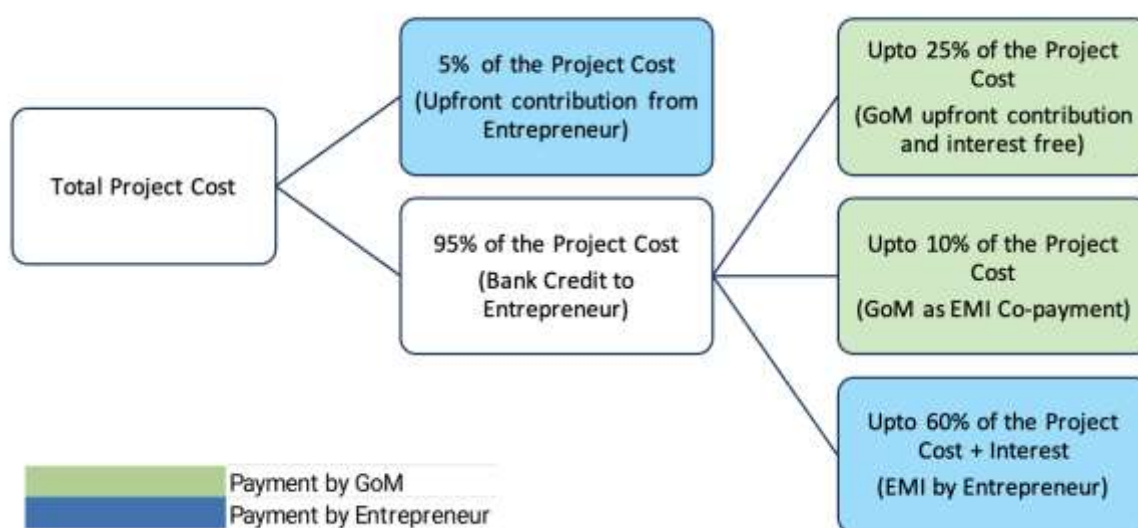 Total Project Cost
5% of the Project Cost
(Upfront contribution from
Entrepreneur)
95% of the Project Cost
(Bank Credit to
Entrepreneur)
Upto 25% of the Project
Cost
(GoM upfront contribution
and interest free)
Upto 10% of the Project
Cost
(GoM as EMI Co-payment)
Upto 60% of the Project
Cost + Interest
(EMI by Entrepreneur)
Payment by GoM
Payment by Entrepreneur